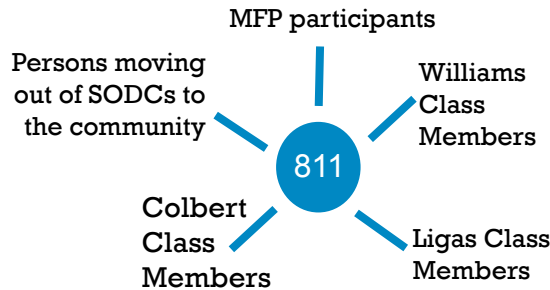 MFP participants
Persons moving
out of SODCs to
the community
Williams
Class
Members
811
Colbert
Class
Members
Ligas Class
Members